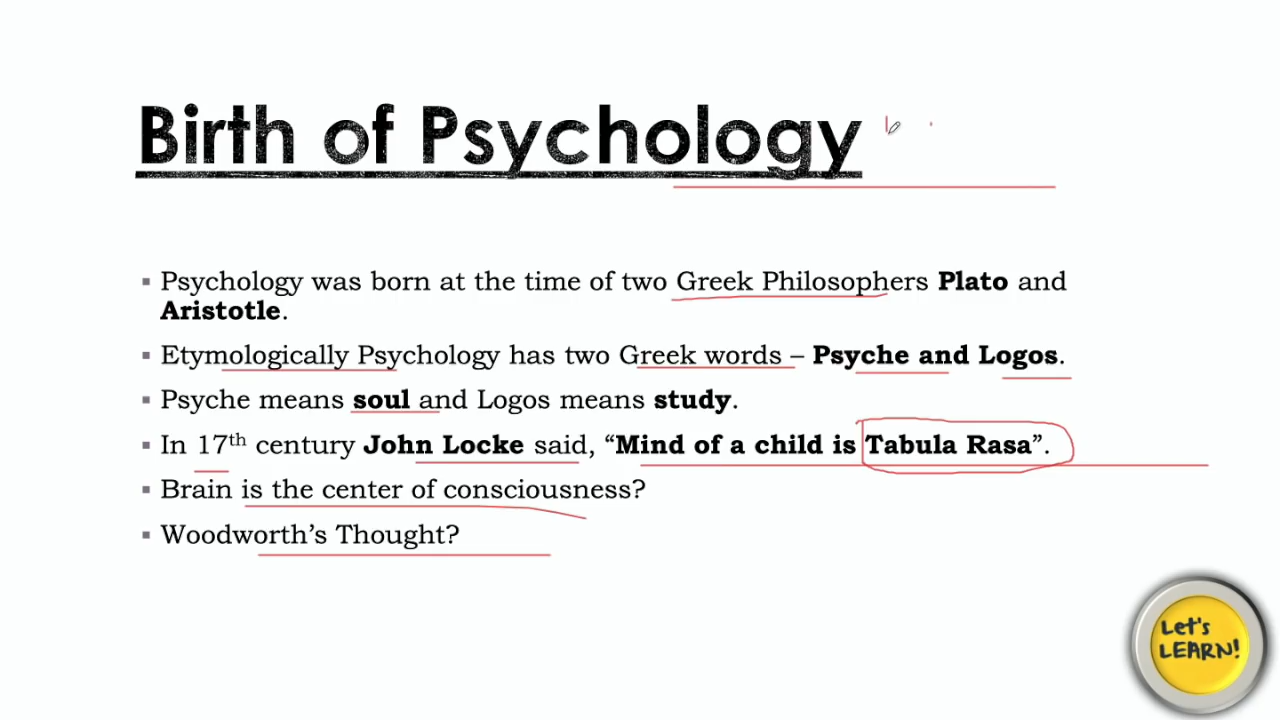 Birth of Psychology
▪ Psychology was born at the time of two Greek Philosophers Plato and
Aristotle.
▪ Etymologically Psychology has two Greek words – Psyche and Logos.
▪ Psyche means soul and Logos means study.
▪ In 17th century John Locke said, “Mind of a child is Tabula Rasa”.
▪ Brain is the center of consciousness?
▪ Woodworth’s Thought?
Let's
LEARN!